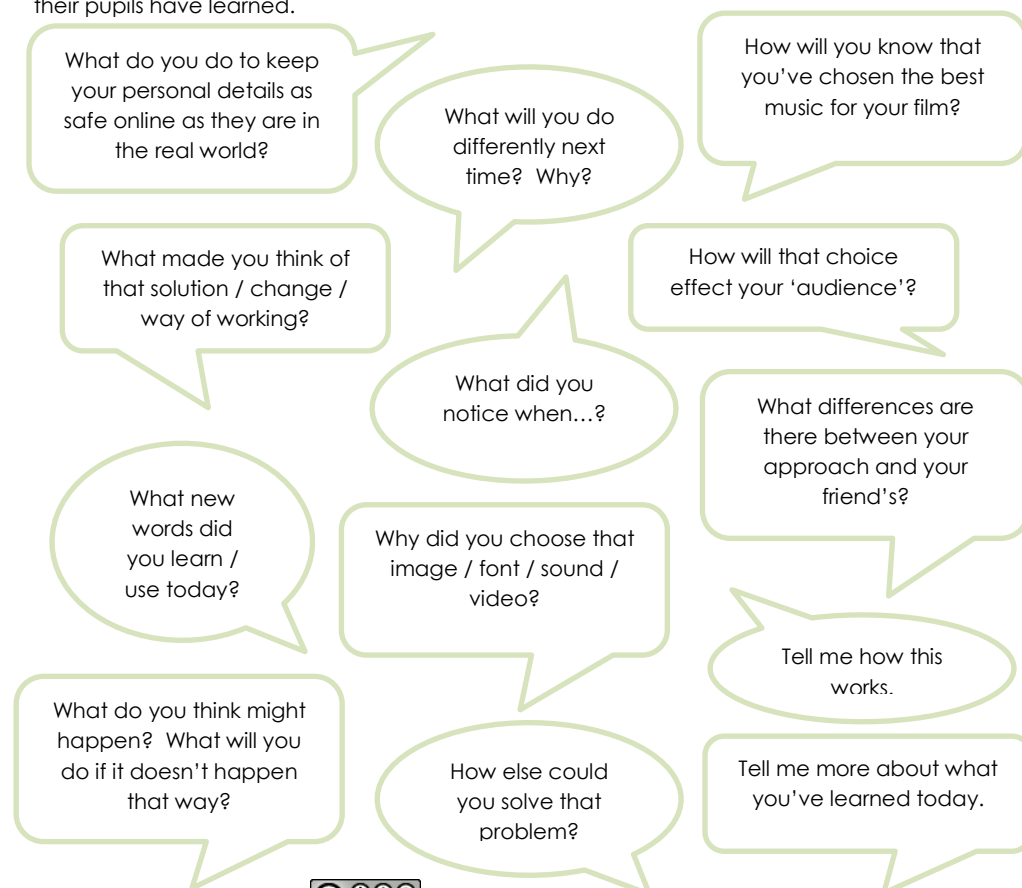 their pupils have learned.
What do you do to keep
your personal details as
safe online as they are in
the real world?
What will you do
differently next
time?  Why?
How will you know that
you've chosen the best
music for your film?
What made you think of
that solution / change /
way of working?
How will that choice
effect your ‘audience’?
What did you
notice when…?
What differences are
there between your
approach and your
friend's?
What new
words did
you learn /
use today?
Why did you choose that
image / font / sound /
video?
Tell me how this
works.
What do you think might
happen?  What will you
do if it doesn't happen
that way?
How else could
you solve that
problem?
Tell me more about what
you've learned today.